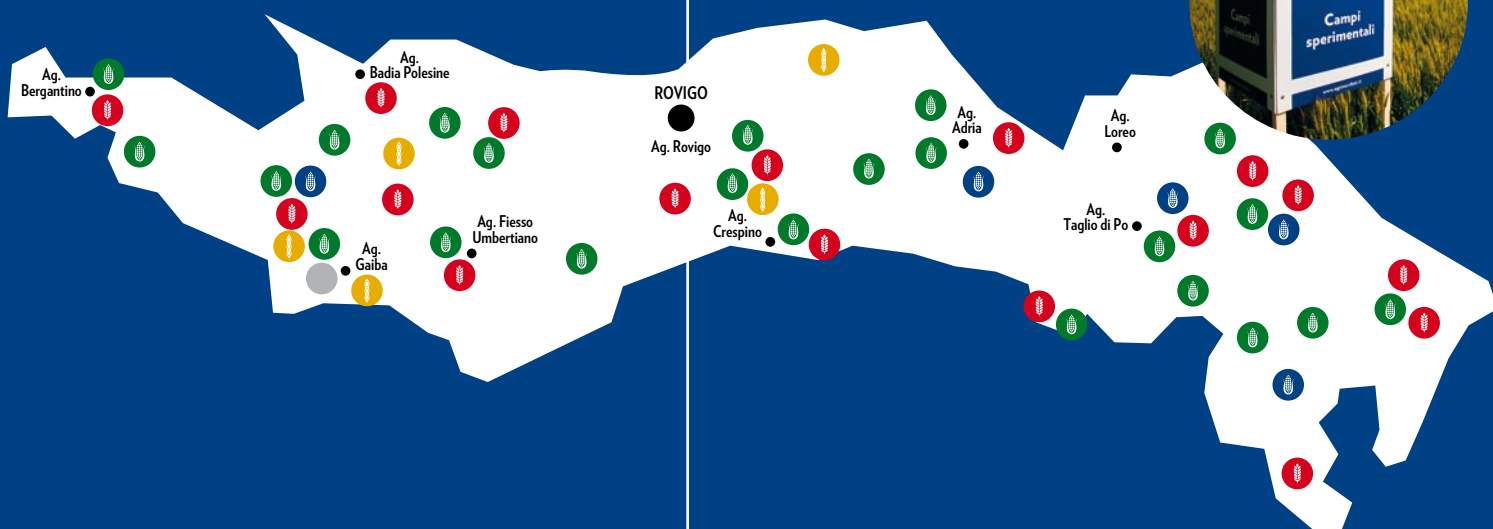 Ag.
Bergantino
Ag.
Badia Polesine
ROVIGO
Ag. Rovigo
Ag.
Adria
Ag.
Loreo
Ag.
Taglio di Po
Ag.
Crespino
Ag. Fiesso
Umbertiano
Ag.
Gaiba
Campi
sperimentali
Campi
sperimentali